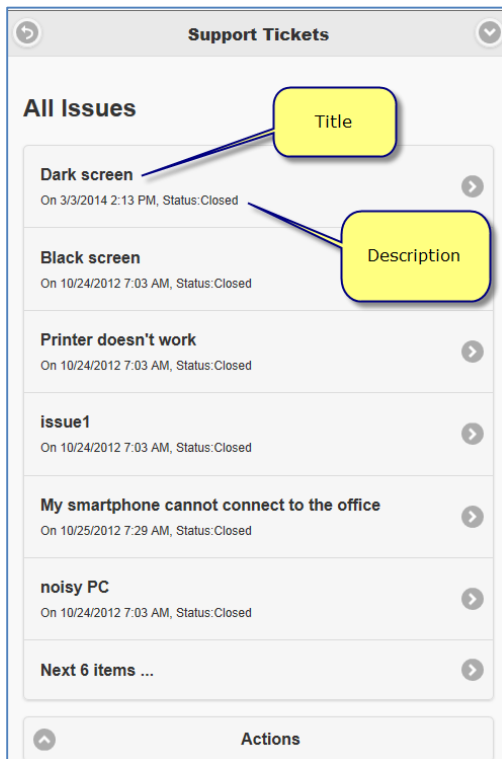 Support Tickets
All Issues
Title
Dark screen
On 3/3/2014 2:13 PM, Status:Closed
Description
Black screen
On 10/24/2012 7:03 AM, Status:Closed
Printer doesn't work
On 10/24/2012 7:03 AM, Status:Closed
issue1
On 10/24/2012 7:03 AM, Status:Closed
My smartphone cannot connect to the office
On 10/25/2012 7:29 AM, Status:Closed
noisy PC
On 10/24/2012 7:03 AM, Status:Closed
Next 6 items ...
Actions